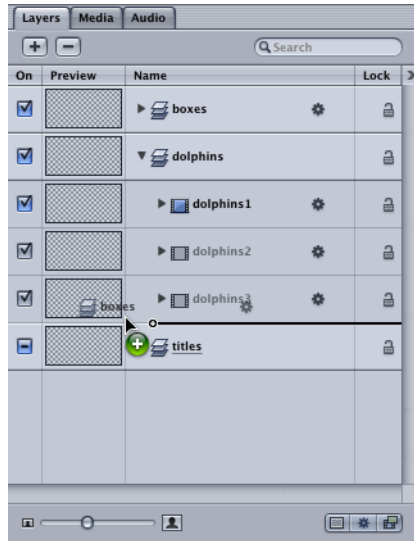 Layers Media Audio
Search
On Preview Name Lock
boxes
dolphins
dolphins1
dolphins2
dolphins3
boxes
titles